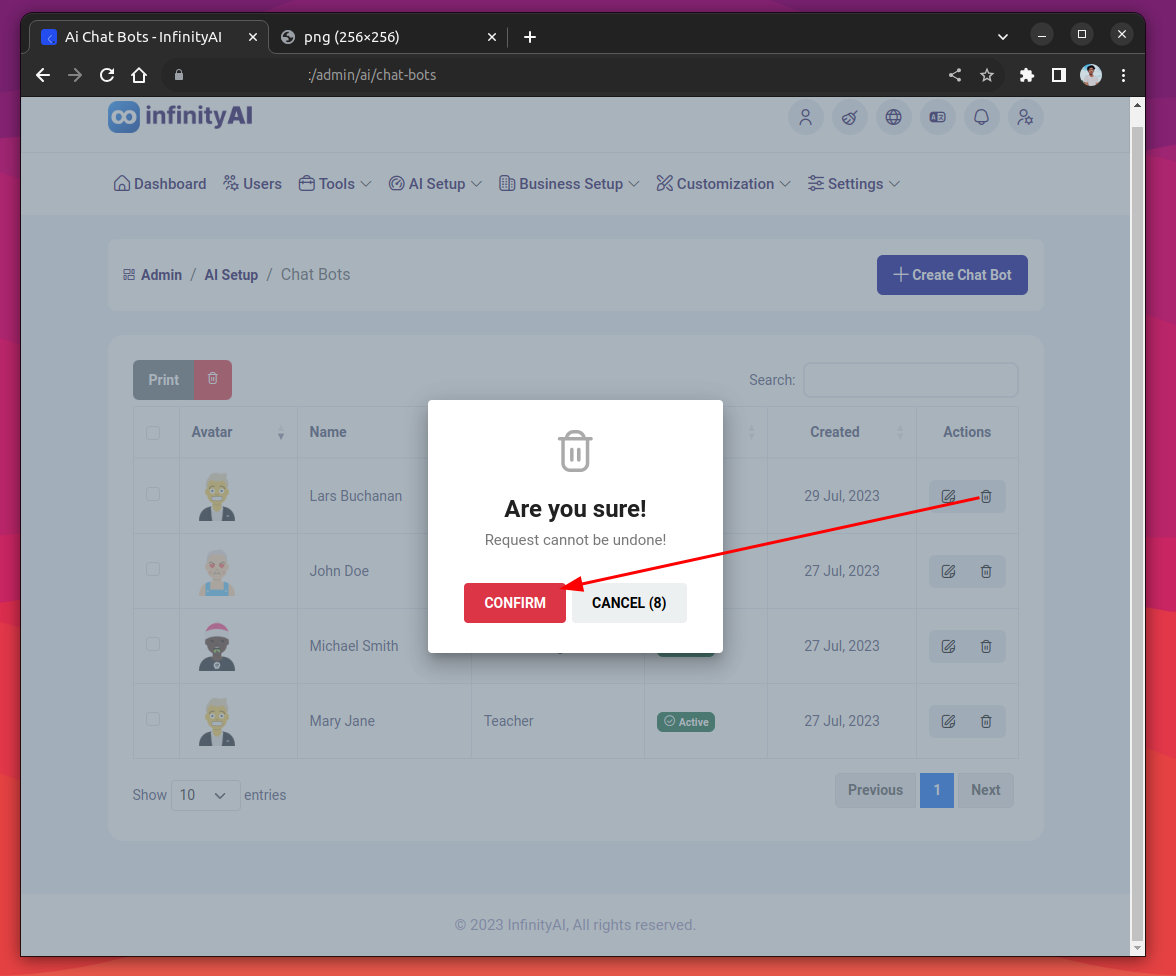 Ai Chat Bots - InfinityAI
png (256×256)
:/admin/ai/chat-bots
infinityAI
Dashboard Users Tools AI Setup Business Setup Customization Settings
Admin / AI Setup / Chat Bots
Create Chat Bot
Print
Search:
Avatar Name Created Actions
Lars Buchanan 29 Jul, 2023
Are you sure!
Request cannot be undone!
John Doe 27 Jul, 2023
CONFIRM CANCEL (8)
Michael Smith 27 Jul, 2023
Mary Jane Teacher Active 27 Jul, 2023
Show 10 entries
Previous 1 Next
© 2023 InfinityAI, All rights reserved.